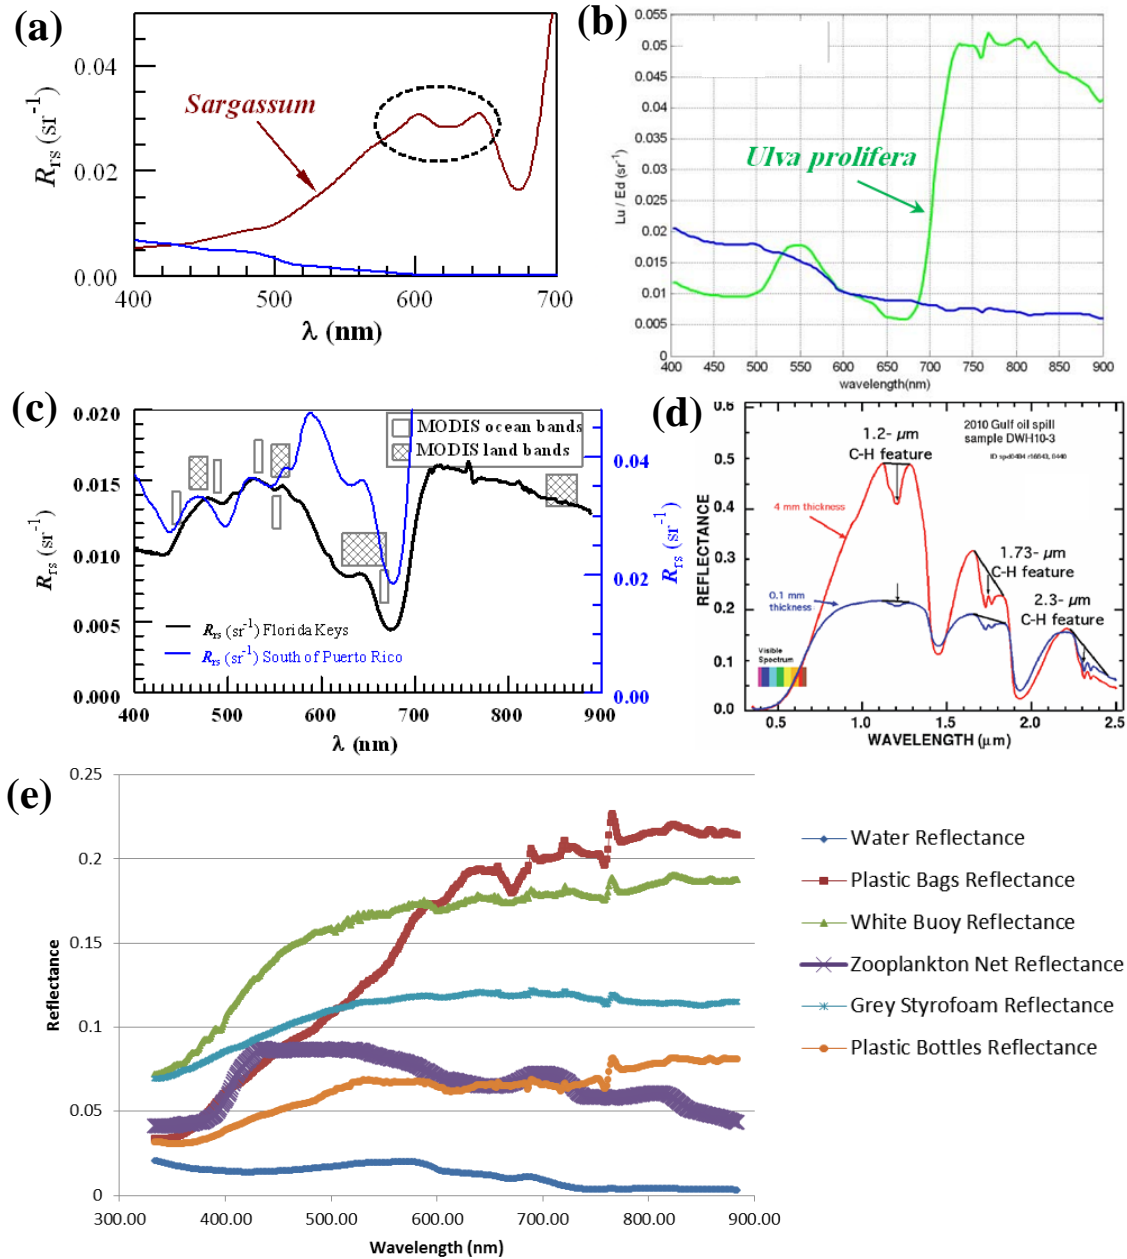 (a)
0.04
0.02
0.00
Rrs (sr-1)
Sargassum
400 500 600 700
λ (nm)
(b)
0.055
0.05
0.045
0.04
0.035
0.03
0.025
0.02
0.015
0.01
0.005
0
Lu / Ed (sr-1)
Ulva prolifera
400 450 500 550 600 650 700 750 800 850 900
wavelength(nm)
(c)
0.020
0.015
0.010
0.005
0.000
Rrs (sr-1)
MODIS ocean bands
MODIS land bands
Rrs (sr-1) Florida Keys
Rrs (sr-1) South of Puerto Rico
0.04
0.02
0.00
Rrs (sr-1)
400 500 600 700 800 900
λ (nm)
(d)
0.6
0.5
0.4
0.3
0.2
0.1
0.0
REFLECTANCE
2010 Gulf oil spill
sample DWH10-3
1.2- μm
C-H feature
4 mm thickness
1.73- μm
C-H feature
0.1 mm
thickness
2.3- μm
C-H feature
Visible
Spectrum
0.5 1.0 1.5 2.0 2.5
WAVELENGTH (μm)
(e)
0.25
0.2
0.15
0.1
0.05
0
Reflectance
300.00 400.00 500.00 600.00 700.00 800.00 900.00
Wavelength (nm)
Water Reflectance
Plastic Bags Reflectance
White Buoy Reflectance
Zooplankton Net Reflectance
Grey Styrofoam Reflectance
Plastic Bottles Reflectance